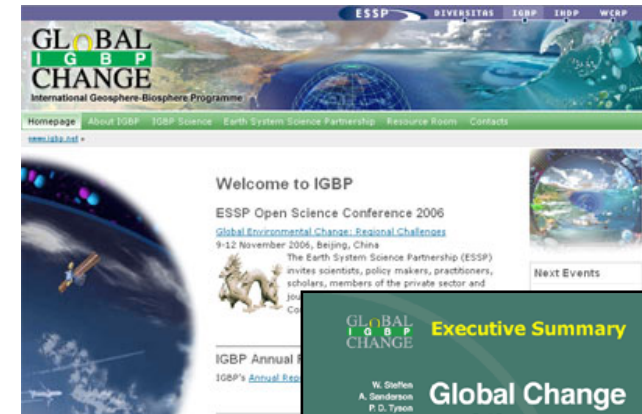 ESSP DIVERSITAS IGBP IHDP WCRP
GLOBAL
IGBP
CHANGE
International Geosphere-Biosphere Programme
Homepage About IGBP IGBP Science Earth System Science Partnership Resource Room Contacts
www.igbp.net »
Welcome to IGBP
ESSP Open Science Conference 2006
Global Environmental Change: Regional Challenges
9-12 November 2006, Beijing, China
The Earth System Science Partnership (ESSP)
invites scientists, policy makers, practitioners,
scholars, members of the private sector and
jou
Co
Next Events
IGBP Annual R
IGBP's Annual Rep
GLOBAL
IGBP
CHANGE
Executive Summary
W. Steffen
A. Sanderson
P. D. Tyson
Global Change